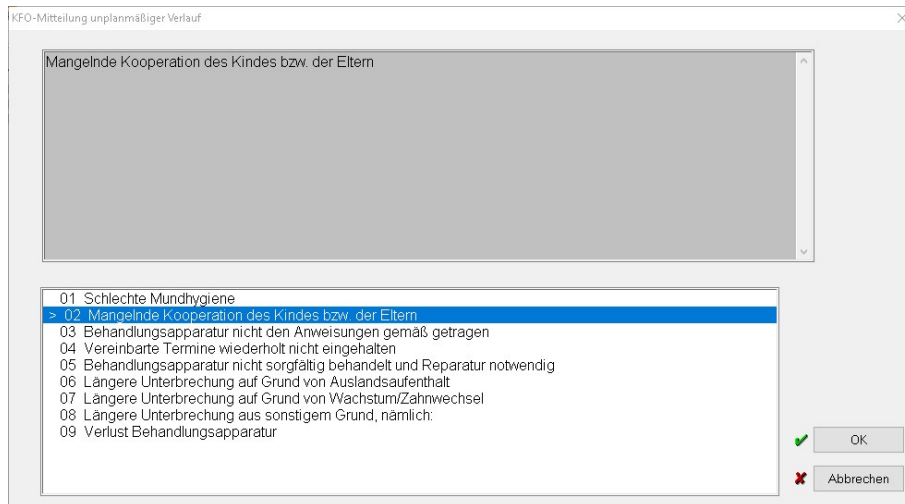 KFO-Mitteilung unplanmäßiger Verlauf
Mangelnde Kooperation des Kindes bzw. der Eltern
01 Schlechte Mundhygiene
> 02 Mangelnde Kooperation des Kindes bzw. der Eltern
03 Behandlungsapparatur nicht den Anweisungen gemäß getragen
04 Vereinbarte Termine wiederholt nicht eingehalten
05 Behandlungsapparatur nicht sorgfältig behandelt und Reparatur notwendig
06 Längere Unterbrechung auf Grund von Auslandsaufenthalt
07 Längere Unterbrechung auf Grund von Wachstum/Zahnwechsel
08 Längere Unterbrechung aus sonstigem Grund, nämlich:
09 Verlust Behandlungsapparatur
OK
Abbrechen